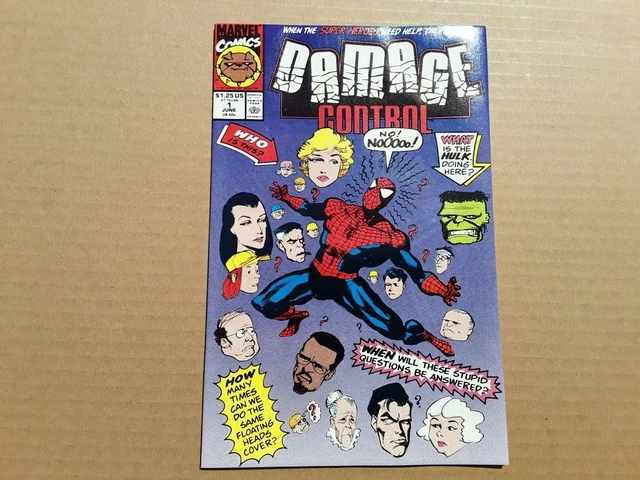 MARVEL
Comics
$1.25 US
1
JUNE
WHEN THE SUPER HEROES NEED HELP, THEY
DAMAGE
CONTROL
WHO
IS THIS?
NO!
NOOOoo!
WHAT
IS THE
HULK
DOING
HERE?
WHEN WILL THESE STUPID
QUESTIONS BE ANSWERED?
HOW
MANY
TIMES
CAN WE
DO THE
SAME
FLOATING
HEADS
COVER?